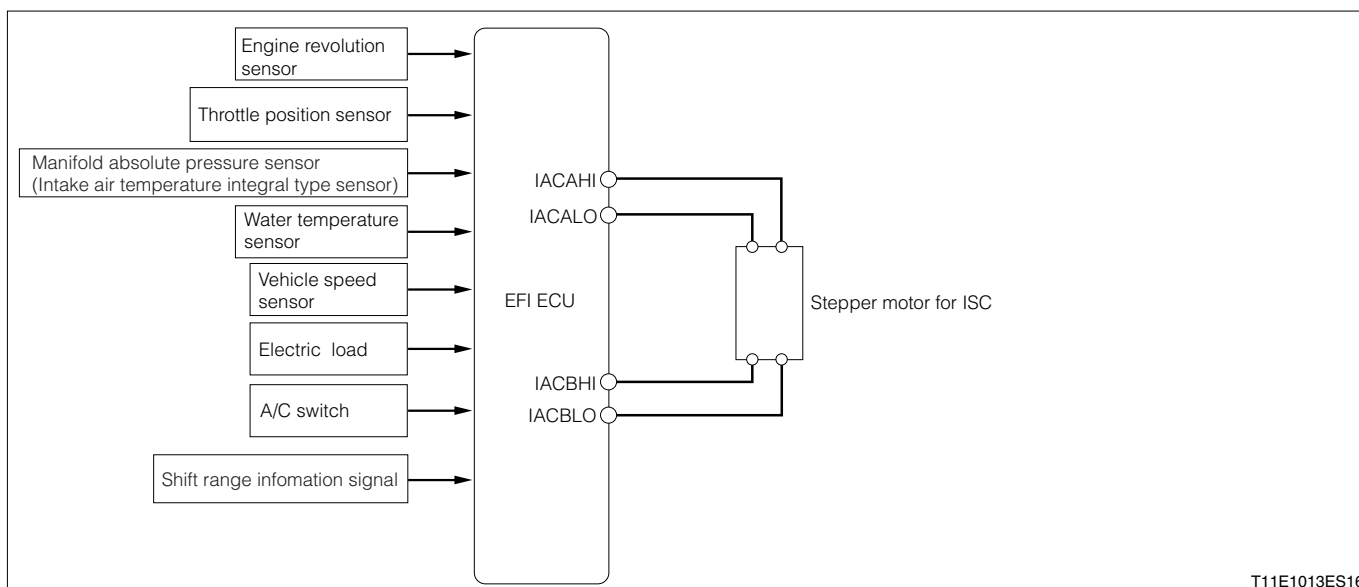 Engine revolution
sensor
Throttle position sensor
Manifold absolute pressure sensor
(Intake air temperature integral type sensor)
Water temperature
sensor
Vehicle speed
sensor
Electric load
A/C switch
Shift range infomation signal
EFI ECU
IACAHI
IACALO
IACBHI
IACBLO
Stepper motor for ISC
T11E1013ES16